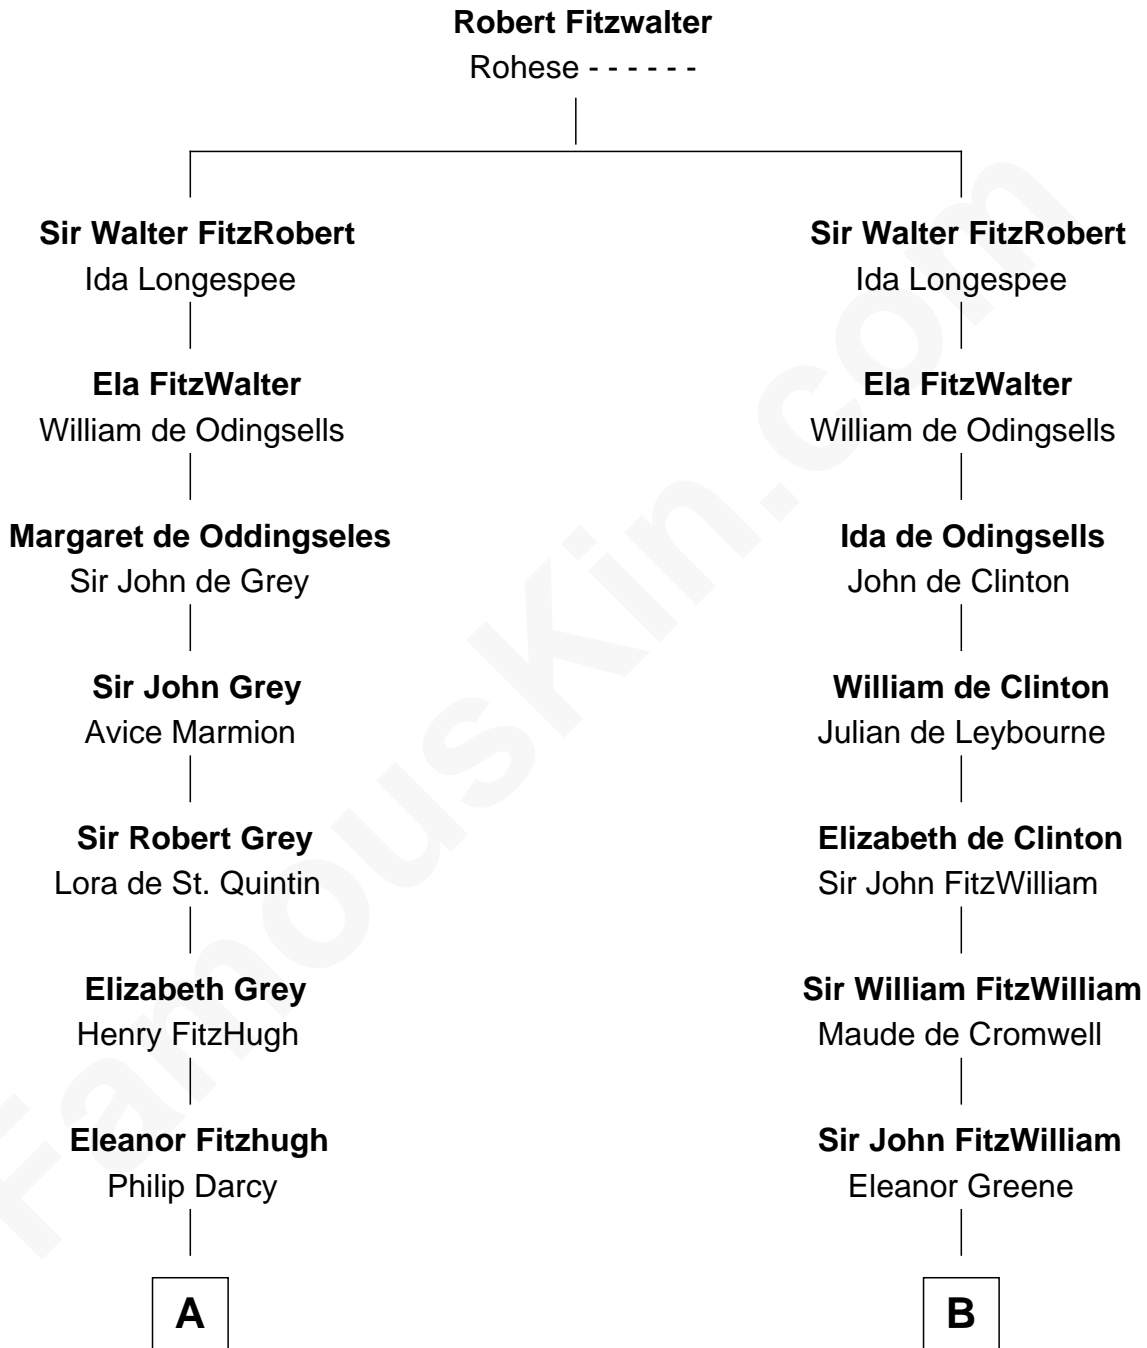 Robert Fitzwalter
Rohese - - - - - -
Sir Walter FitzRobert
Ida Longespee
Sir Walter FitzRobert
Ida Longespee
Ela FitzWalter
William de Odingsells
Ela FitzWalter
William de Odingsells
Margaret de Oddingseles
Sir John de Grey
Ida de Odingsells
John de Clinton
Sir John Grey
Avice Marmion
William de Clinton
Julian de Leybourne
Sir Robert Grey
Lora de St. Quintin
Elizabeth de Clinton
Sir John FitzWilliam
Elizabeth Grey
Henry FitzHugh
Sir William FitzWilliam
Maude de Cromwell
Eleanor Fitzhugh
Philip Darcy
Sir John FitzWilliam
Eleanor Greene
A
B
FamousKin.com